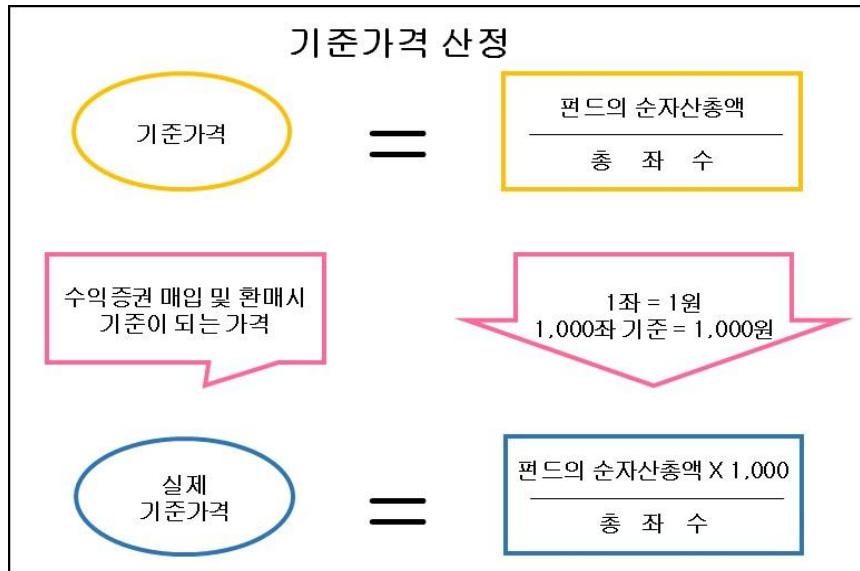 기준가격 산정
기준가격
=
펀드의 순자산총액
총 좌 수
수익증권 매입 및 환매시
기준이 되는 가격
1좌 = 1원
1,000좌 기준 = 1,000원
실제
기준가격
=
펀드의 순자산총액 X 1,000
총 좌 수